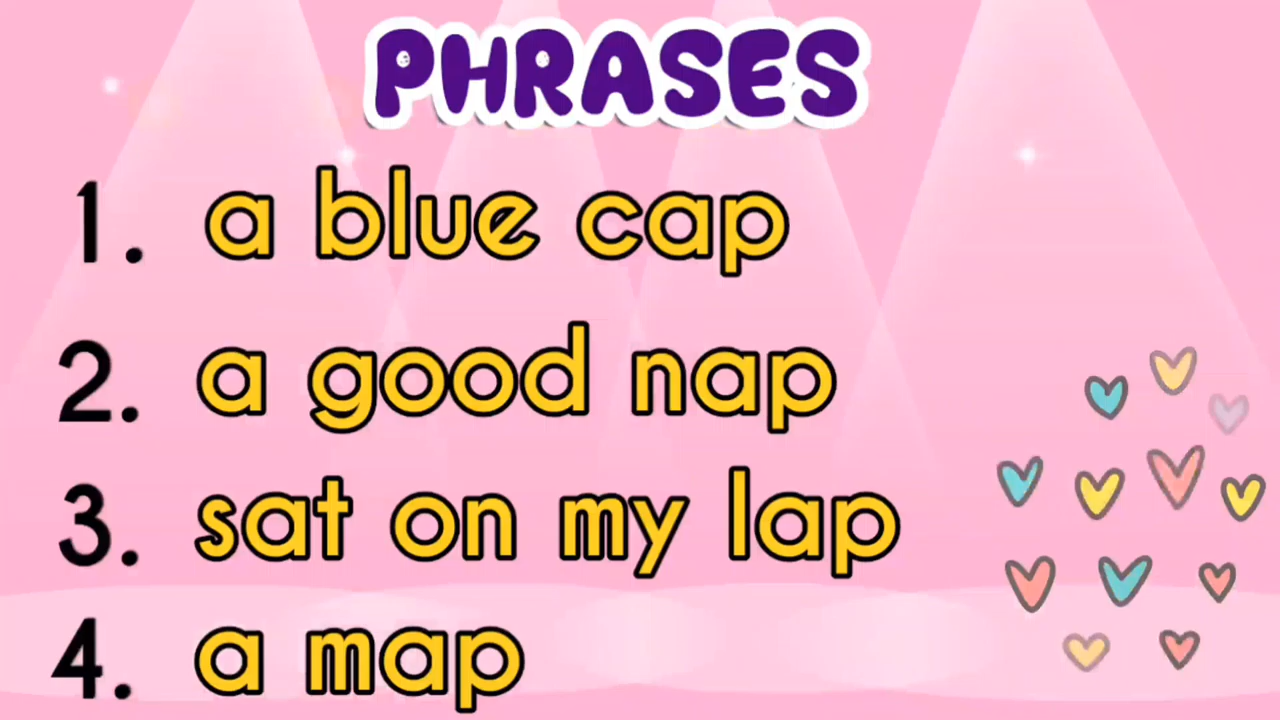 PHRASES
1. a blue cap
2. a good nap
3. sat on my lap
4. a map